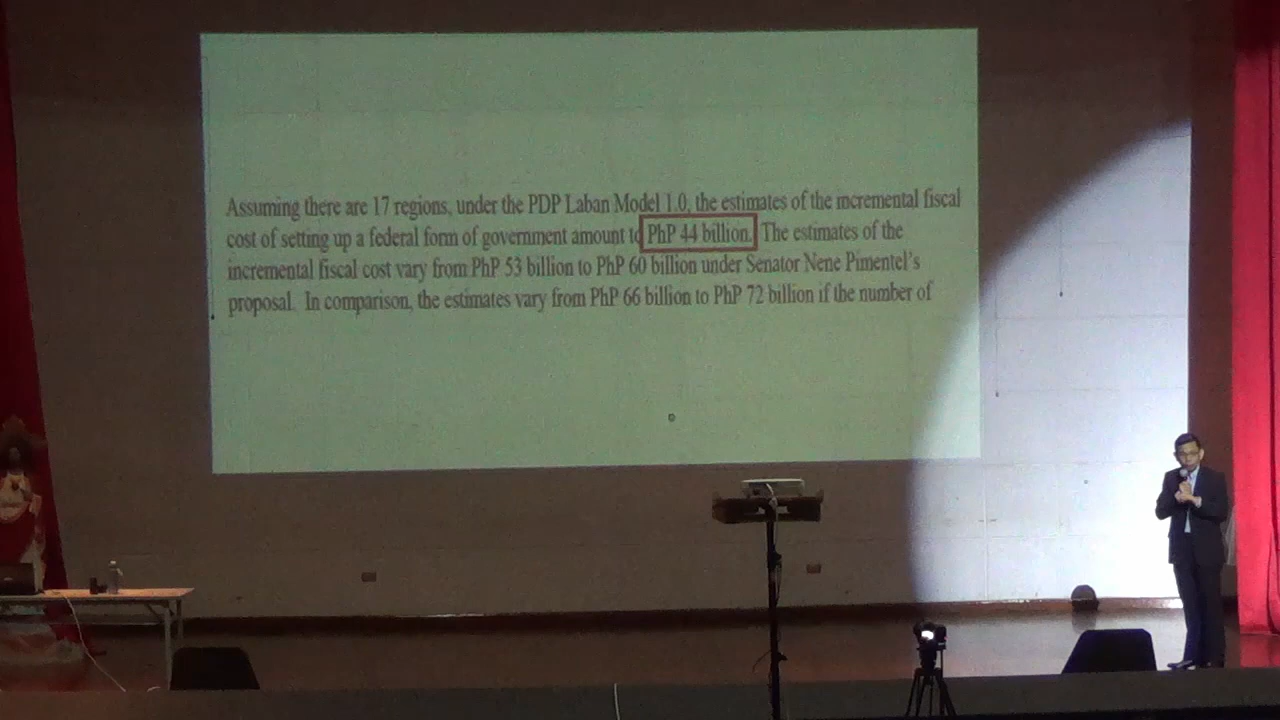 Assuming there are 17 regions, under the PDP Laban Model 1.0, the estimates of the incremental fiscal
cost of setting up a federal form of government amount to PhP 44 billion. The estimates of the
incremental fiscal cost vary from PhP 53 billion to PhP 60 billion under Senator Nene Pimentel's
proposal. In comparison, the estimates vary from PhP 66 billion to PhP 72 billion if the number of